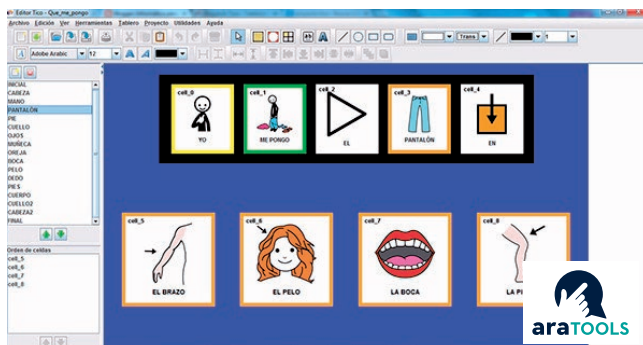 Editor Tico - Que_me_pongo
Archivo Edición Ver Herramientas Tablero Proyecto Utilidades Ayuda
Trans
1
Adobe Arabic
12
INICIAL
CABEZA
MANO
PANTALÓN
PIE
CUELLO
OJOS
MUÑECA
OREJA
BOCA
PELO
DEDO
PIES
CUERPO
CUELLO2
CABEZA2
FINAL
Orden de celdas
cell_5
cell_6
cell_7
cell_8
cell_0
YO
cell_1
ME PONGO
cell_2
EL
cell_3
PANTALÓN
cell_4
EN
cell_5
EL BRAZO
cell_6
EL PELO
cell_7
LA BOCA
cell_8
LA
araTOOLS